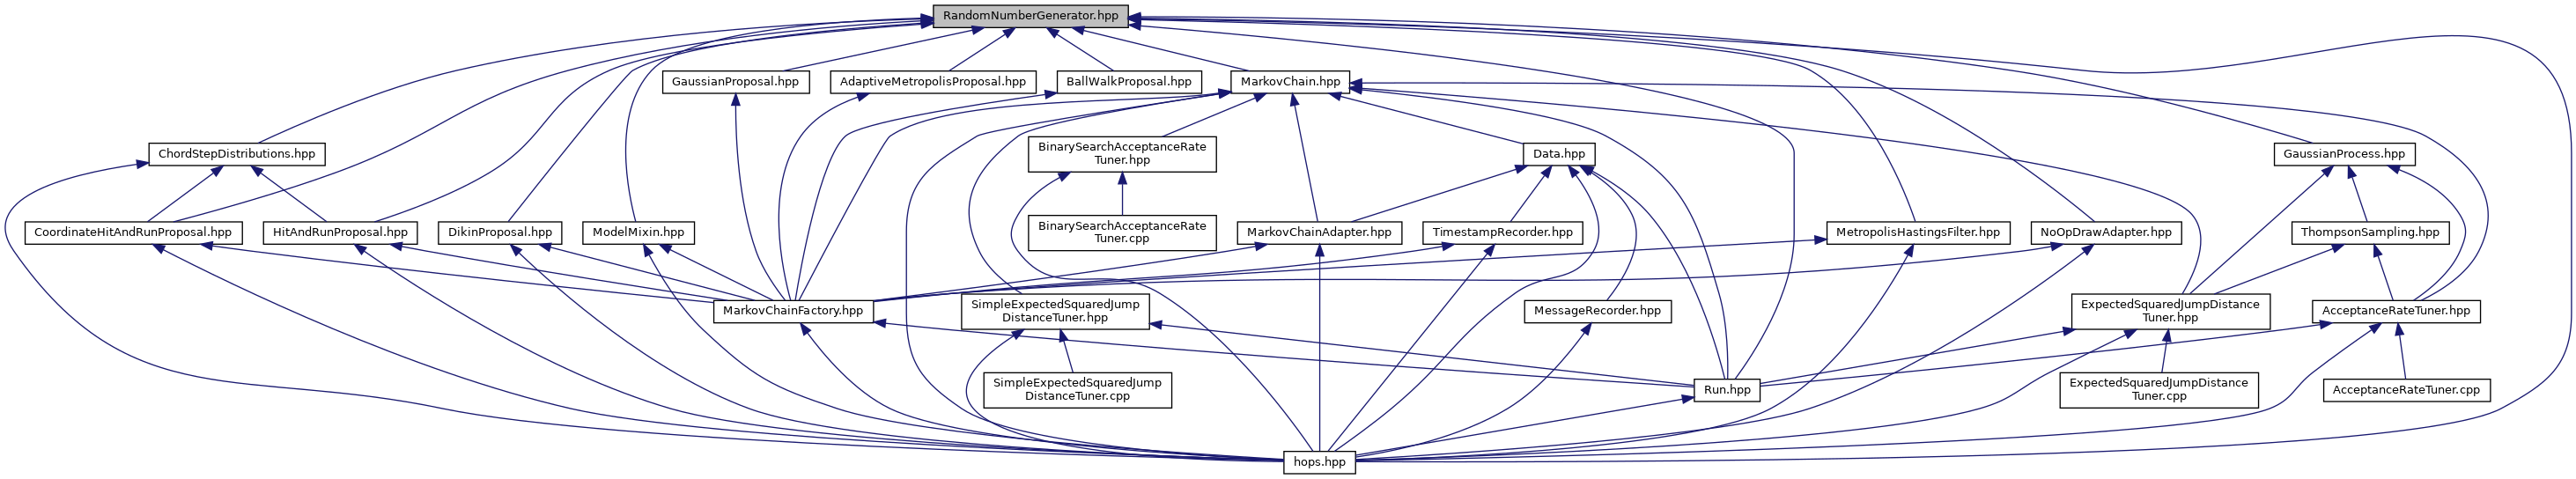 RandomNumberGenerator.hpp
GaussianProposal.hpp
AdaptiveMetropolisProposal.hpp
BallWalkProposal.hpp
MarkovChain.hpp
ChordStepDistributions.hpp
BinarySearchAcceptanceRate
Tuner.hpp
Data.hpp
GaussianProcess.hpp
CoordinateHitAndRunProposal.hpp
HitAndRunProposal.hpp
DikinProposal.hpp
ModelMixin.hpp
BinarySearchAcceptanceRate
Tuner.cpp
MarkovChainAdapter.hpp
TimestampRecorder.hpp
MetropolisHastingsFilter.hpp
NoOpDrawAdapter.hpp
ThompsonSampling.hpp
MarkovChainFactory.hpp
SimpleExpectedSquaredJump
DistanceTuner.hpp
MessageRecorder.hpp
ExpectedSquaredJumpDistance
Tuner.hpp
AcceptanceRateTuner.hpp
SimpleExpectedSquaredJump
DistanceTuner.cpp
Run.hpp
ExpectedSquaredJumpDistance
Tuner.cpp
AcceptanceRateTuner.cpp
hops.hpp